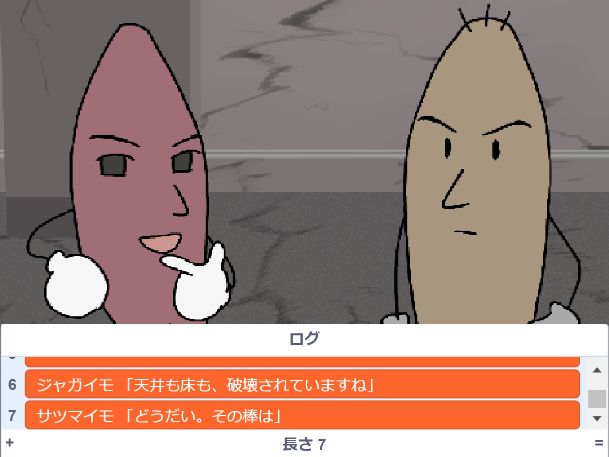 ログ
6 ジャガイモ 「天井も床も、破壊されていますね」
7 サツマイモ 「どうだい。その棒は」
+ 長さ 7 =